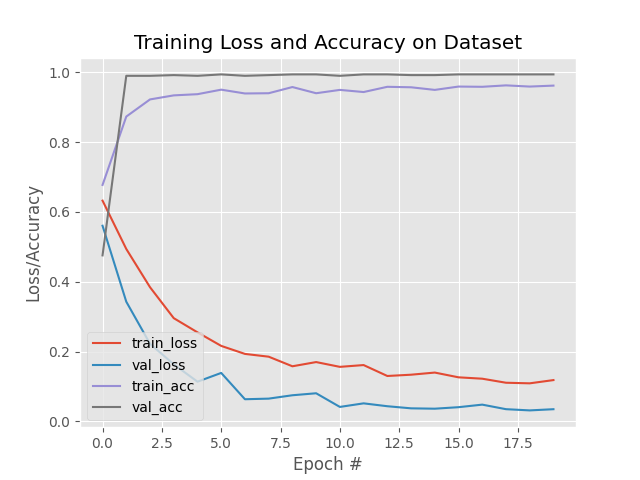 Training Loss and Accuracy on Dataset
1.0
0.8
0.6
0.4
0.2
0.0
Loss/Accuracy
train_loss
val_loss
train_acc
val_acc
0.0 2.5 5.0 7.5 10.0 12.5 15.0 17.5
Epoch #